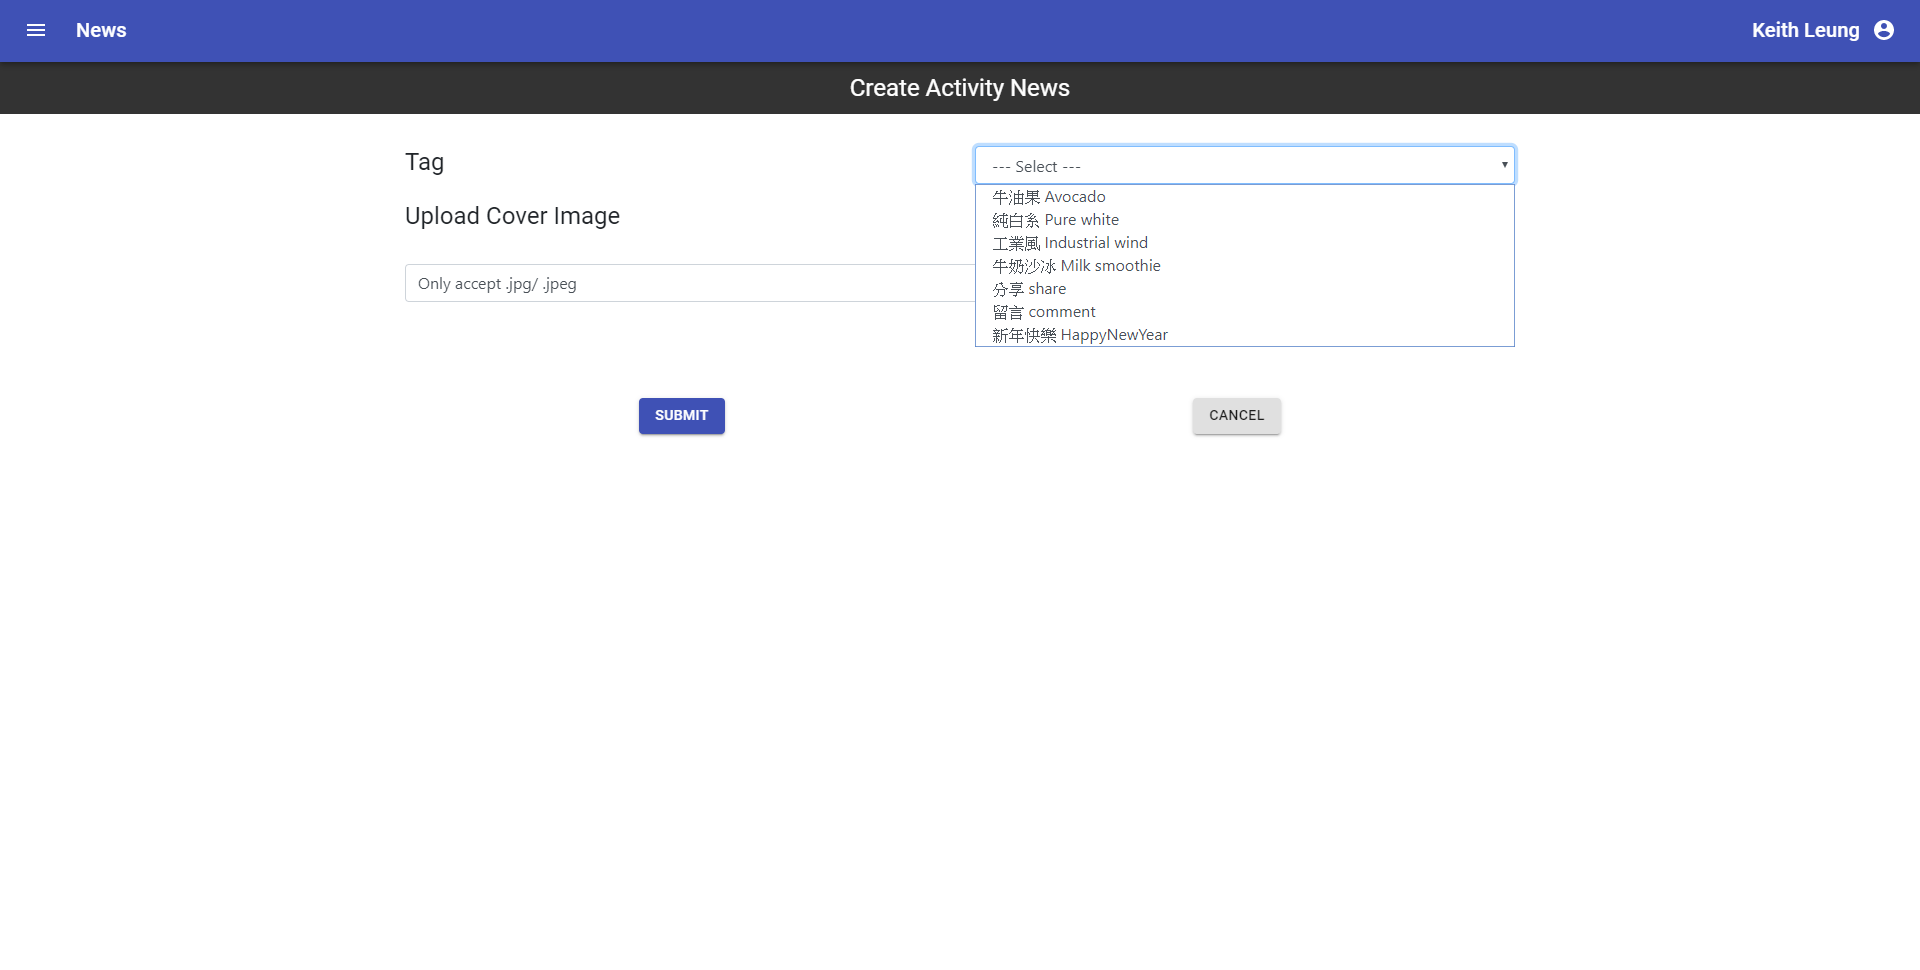 News
Keith Leung
Create Activity News
Tag
--- Select ---
牛油果 Avocado
純白系 Pure white
工業風 Industrial wind
牛奶沙冰 Milk smoothie
分享 share
留言 comment
新年快樂 HappyNewYear
Upload Cover Image
Only accept .jpg/ .jpeg
SUBMIT
CANCEL